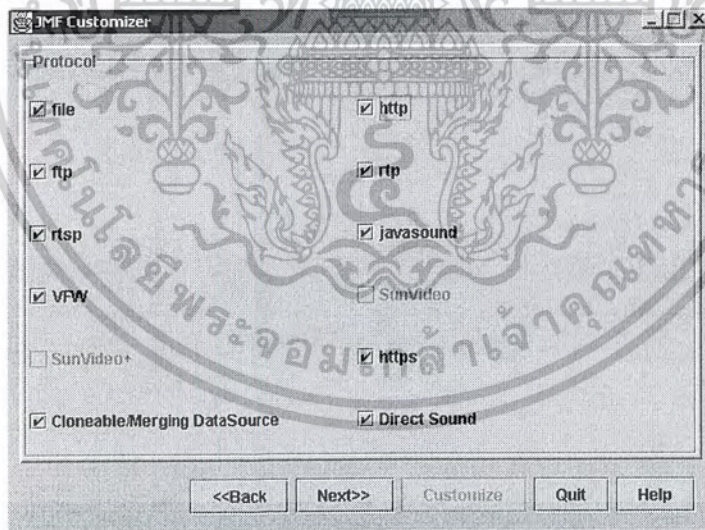 JMF Customizer
Protocol
file
http
ftp
rtp
rtsp
javasound
VFW
SunVideo
SunVideo+
https
Cloneable/Merging DataSource
Direct Sound
<<Back
Next>>
Customize
Quit
Help